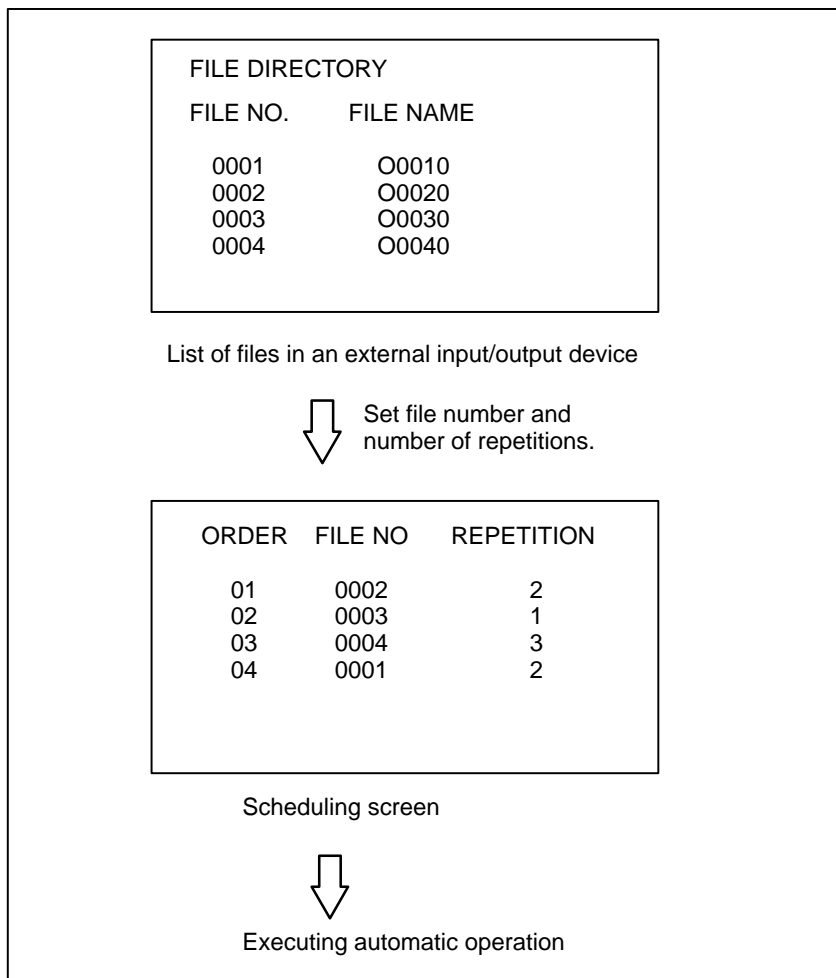 FILE DIRECTORY
FILE NO. FILE NAME
0001 O0010
0002 O0020
0003 O0030
0004 O0040
List of files in an external input/output device
Set file number and
number of repetitions.
ORDER FILE NO REPETITION
01 0002 2
02 0003 1
03 0004 3
04 0001 2
Scheduling screen
Executing automatic operation